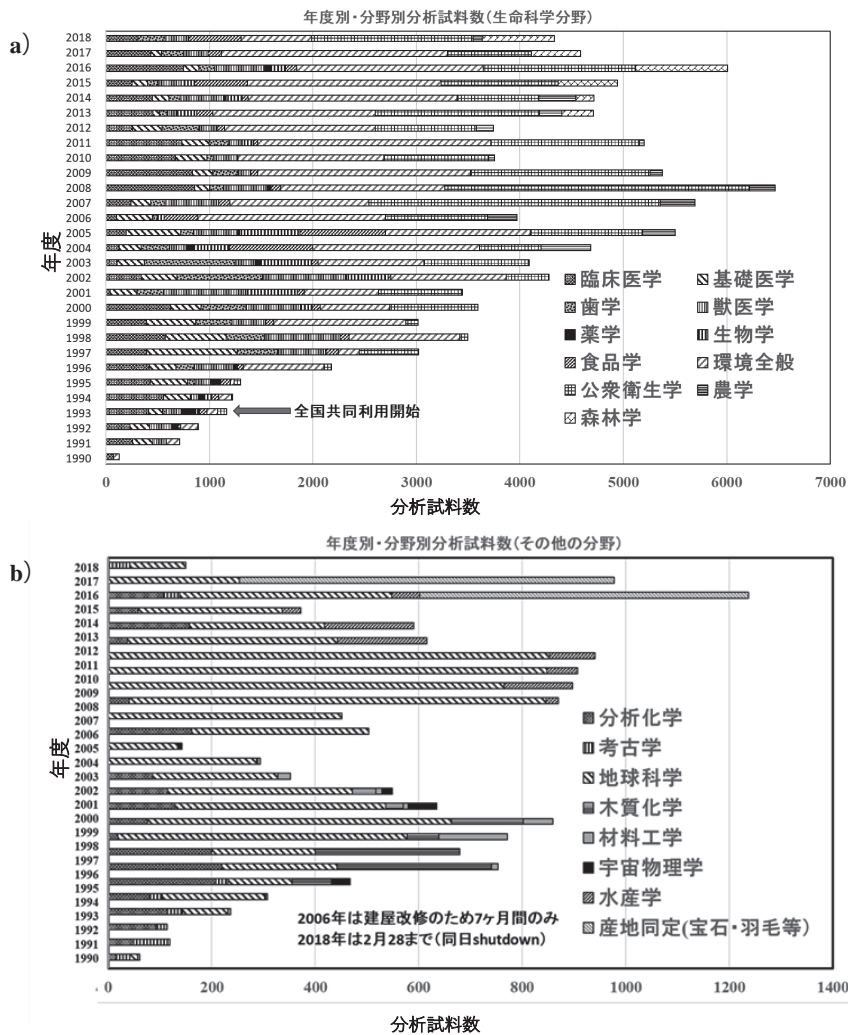 年度別・分野別分析試料数(生命科学分野)
a)
2018
2017
2016
2015
2014
2013
2012
2011
2010
2009
2008
2007
2006
2005
2004
2003
2002
2001
2000
1999
1998
1997
1996
1995
1994
1993
1992
1991
1990
年度
臨床医学 基礎医学
歯学 獣医学
薬学 生物学
食品学 環境全般
公衆衛生学 農学
森林学
全国共同利用開始
0 1000 2000 3000 4000 5000 6000 7000
分析試料数
年度別・分野別分析試料数(その他の分野)
b)
2018
2017
2016
2015
2014
2013
2012
2011
2010
2009
2008
2007
2006
2005
2004
2003
2002
2001
2000
1999
1998
1997
1996
1995
1994
1993
1992
1991
1990
年度
分析化学
考古学
地球科学
木質化学
材料工学
宇宙物理学
水産学
産地同定(宝石・羽毛等)
2006年は建屋改修のため7ヶ月間のみ
2018年は2月28まで(同日shutdown)
0 200 400 600 800 1000 1200 1400
分析試料数